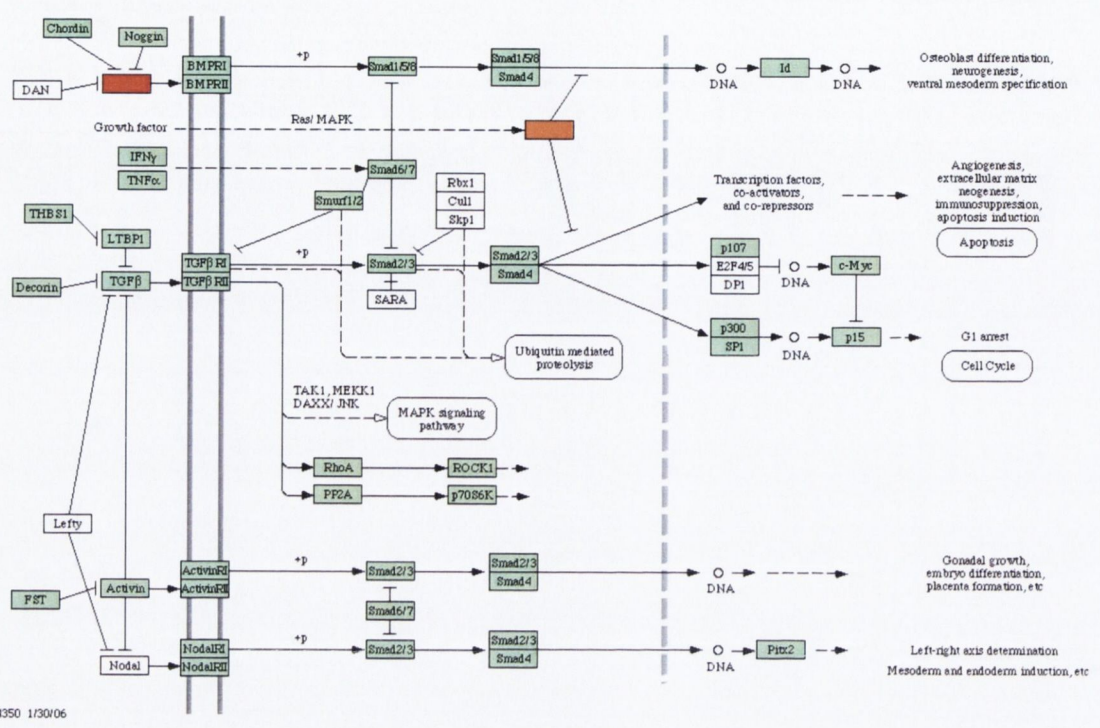 Chordin
Noggin
DAN
BMPRI
BMPRII
+p
Smad1/5/8
Smad1/5/8
Smad4
DNA
Id
DNA
Osteoblast differentiation,
neurogenesis,
ventral mesoderm specification
Growth factor
Ras/ MAPK
IFNγ
TNFα
Smad6/7
Rbx1
Cul1
Skp1
Smurf1/2
Transcription factors,
co-activators,
and co-repressors
Angiogenesis,
extracellular matrix
neogenesis,
immunosuppression,
apoptosis induction
Apoptosis
THBS1
LTBP1
Decorin
TGFβ
TGFβ RI
TGFβ RII
+p
Smad2/3
SARA
Smad2/3
Smad4
p107
E2F4/5
DP1
DNA
c-Myc
p300
SP1
DNA
p15
G1 arrest
Cell Cycle
Ubiquitin mediated
proteolysis
TAK1, MEKK1
DAXX/ JNK
MAPK signaling
pathway
RhoA
ROCK1
PP2A
p70S6K
Lefty
FST
Activin
ActivinRI
ActivinRII
+p
Smad2/3
Smad2/3
Smad4
DNA
Gonadal growth,
embryo differentiation,
placenta formation, etc
Smad6/7
Nodal
NodalRI
NodalRII
+p
Smad2/3
Smad2/3
Smad4
DNA
Pitx2
Left-right axis determination
Mesoderm and endoderm induction, etc
350 1/30/06